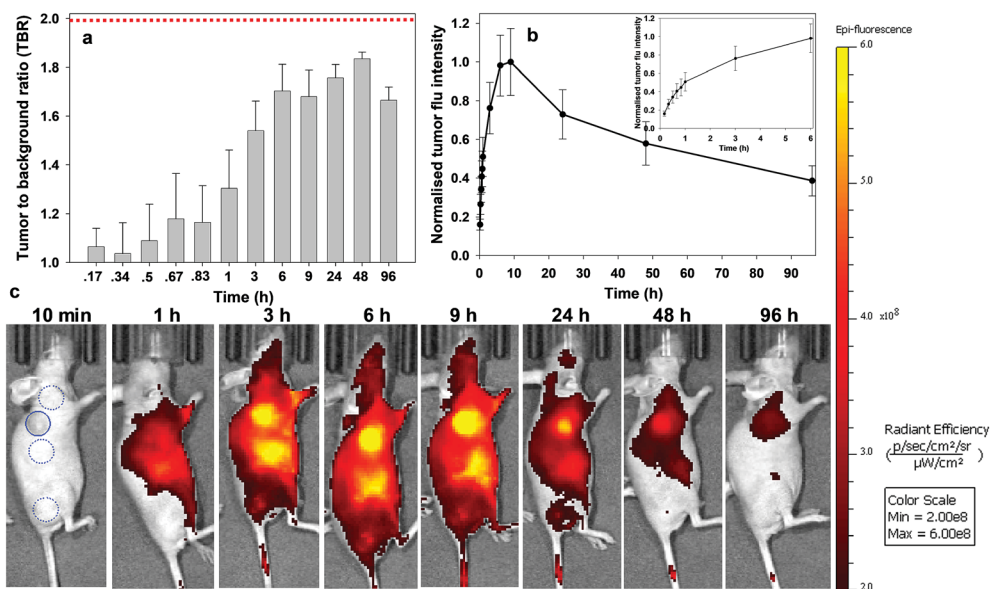 a
Tumor to background ratio (TBR)
2.0
1.8
1.6
1.4
1.2
1.0
.17 .34 .5 .67 .83 1 3 6 9 24 48 96
Time (h)
b
Normalised tumor flu intensity
1.2
1.0
0.8
0.6
0.4
0.2
0.0
0 10 20 30 40 50 60 70 80 90
Time (h)
Normalised tumor flu intensity
1.2
1.0
0.8
0.6
0.4
0.2
0.0
0 1 2 3 4 5 6
Time (h)
c
10 min 1 h 3 h 6 h 9 h 24 h 48 h 96 h
Epi-fluorescence
6.0
5.0
4.0 x10⁸
3.0
2.0
Radiant Efficiency
(p/sec/cm²/sr
µW/cm²)
Color Scale
Min = 2.00e8
Max = 6.00e8